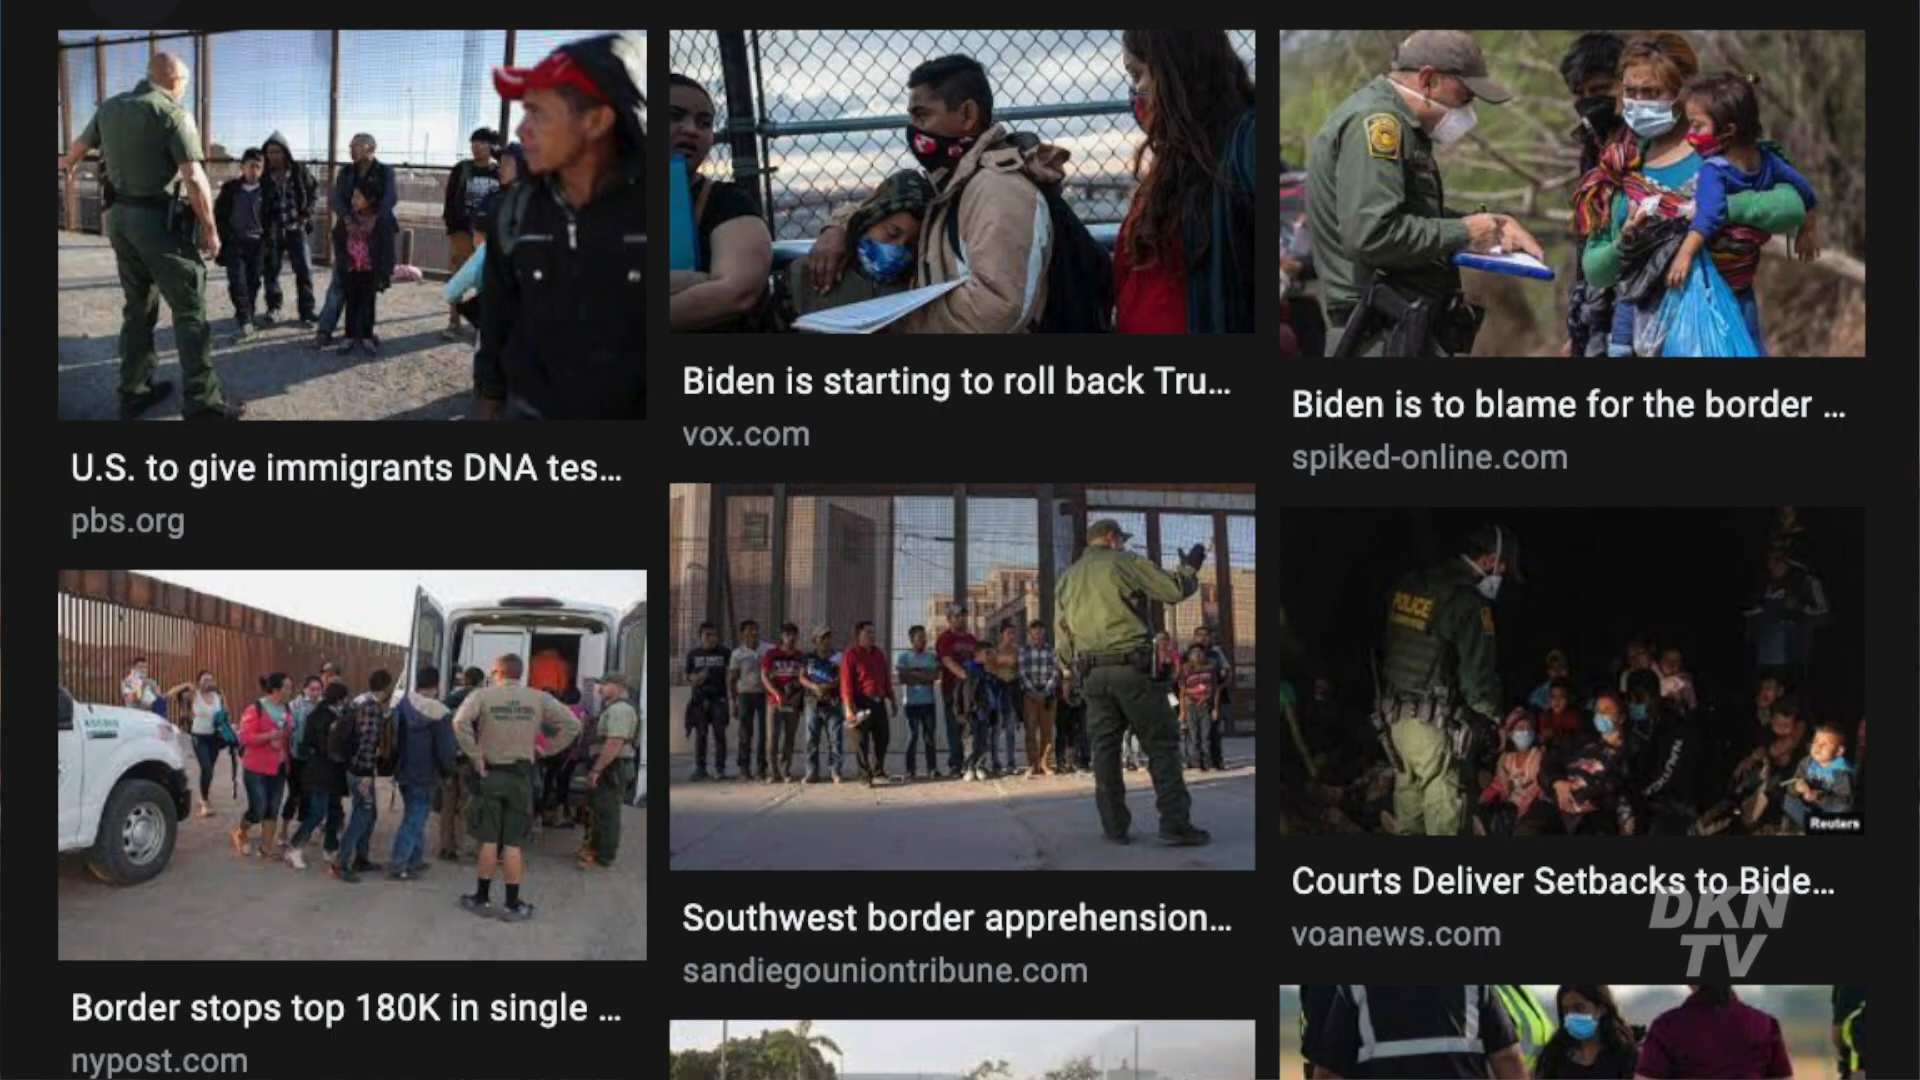 U.S. to give immigrants DNA tes...
pbs.org
Border stops top 180K in single ...
nypost.com
Biden is starting to roll back Tru...
vox.com
Southwest border apprehension...
sandiegouniontribune.com
Biden is to blame for the border ...
spiked-online.com
POLICE
Reuters
Courts Deliver Setbacks to Bide...
voanews.com
DKN
TV